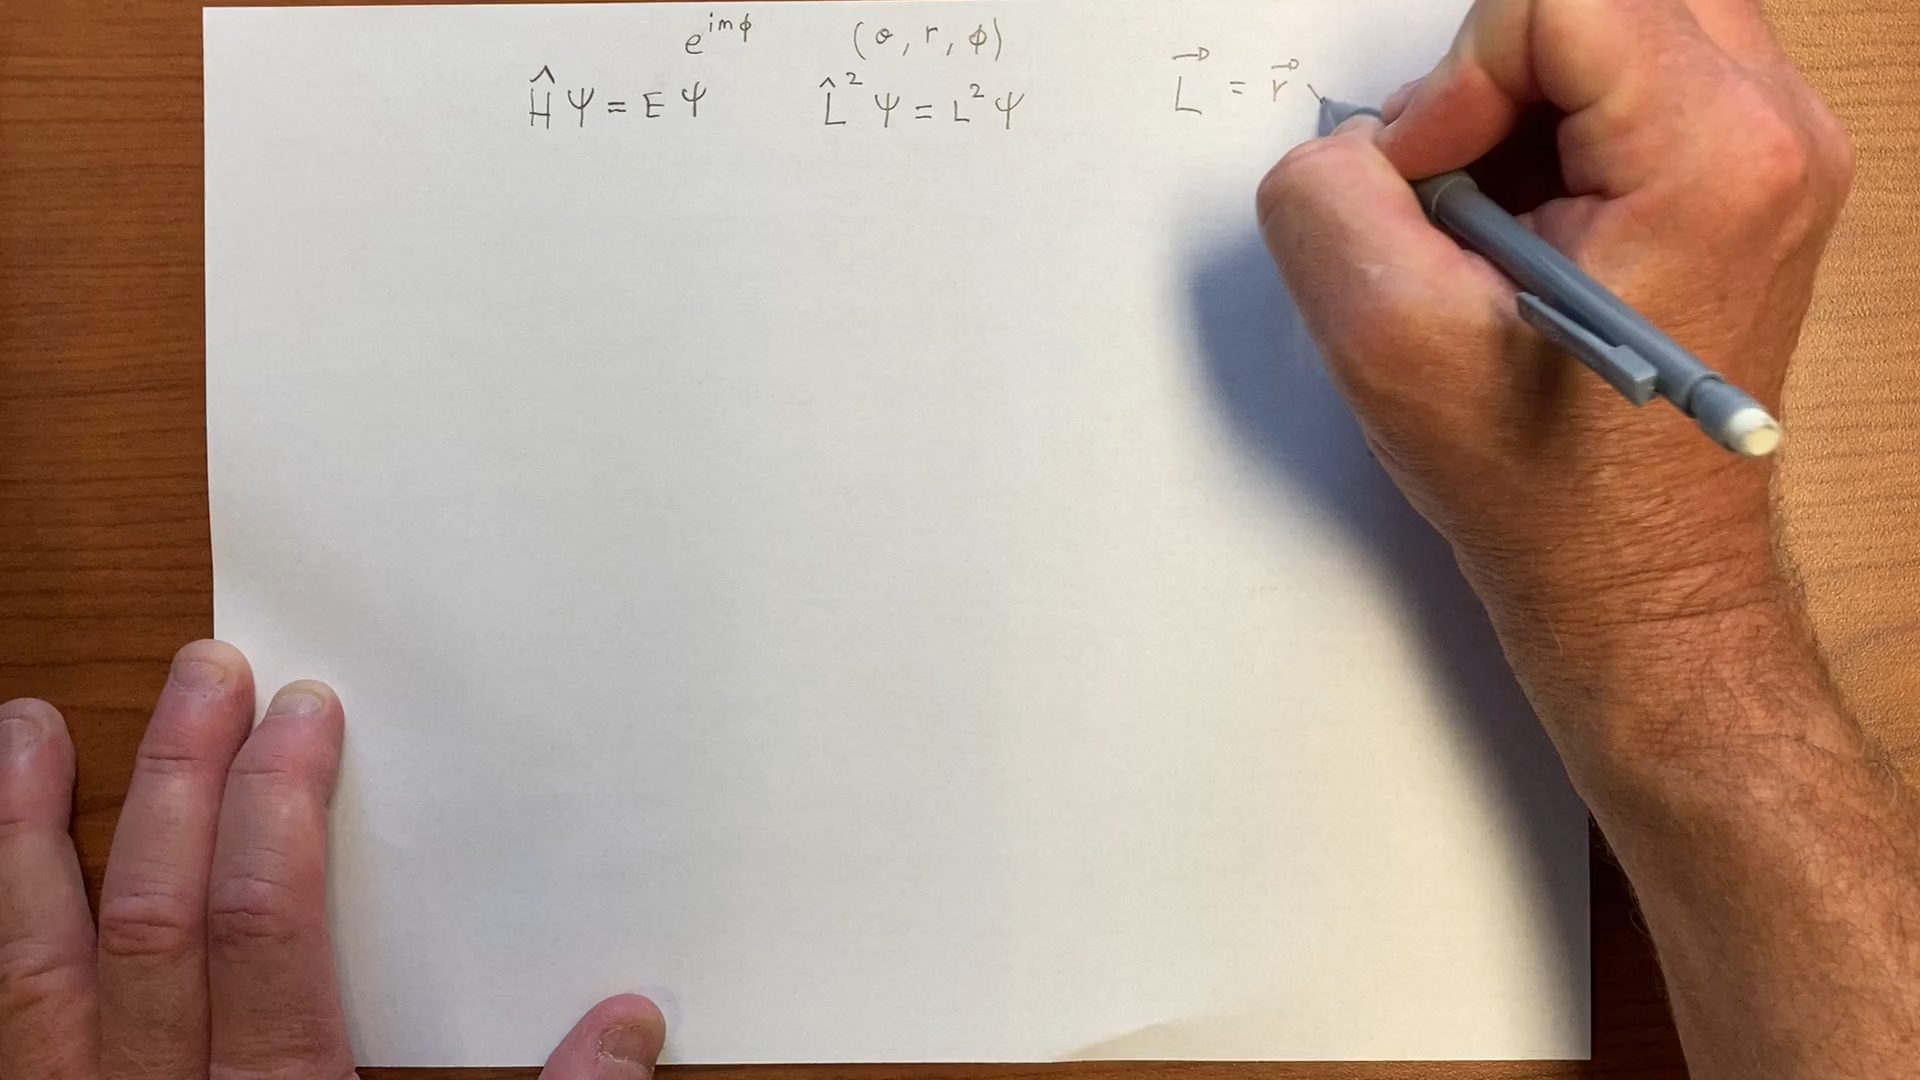 e^{imφ} (θ, r, φ)
Ĥ ψ = E ψ L̂² ψ = L² ψ L⃗ = r⃗